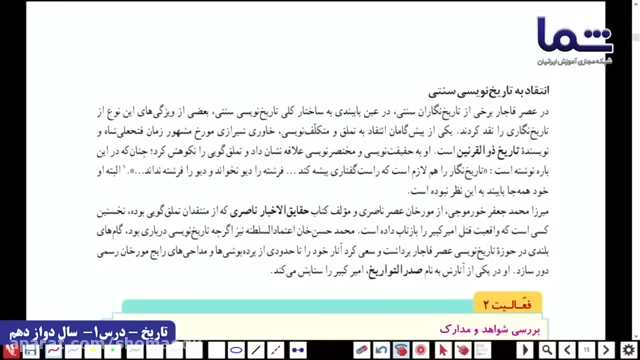 شما
شبکه مجازی آموزش ایرانیان
انتقاد به تاریخ‌نویسی سنتی
در عصر قاجار برخی از تاریخ‌نگاران سنتی، در عین پایبندی به ساختار کلی تاریخ‌نویسی سنتی، بعضی از ویژگی‌های این نوع از
تاریخ‌نگاری را نقد کردند. یکی از پیش‌گامان انتقاد به تملق و متکلّف‌نویسی، خاوری شیرازی مورخ مشهور زمان فتحعلی‌شاه و
نویسندهٔ تاریخ ذوالقرنین است. او به حقیقت‌نویسی و مختصرنویسی علاقه نشان داد و تملق‌گویی را نکوهش کرد؛ چنان‌که در این
باره نوشته است : «تاریخ‌نگار را هم لازم است که راست‌گفتاری پیشه کند … فرشته را دیو نخواند و دیو را فرشته نداند…».۱ البته او
خود همه‌جا پایبند به این نظر نبوده است.
میرزا محمد جعفر خورموجی، از مورخان عصر ناصری و مؤلف کتاب حقایق‌الاخبار ناصری که از منتقدان تملق‌گویی بوده، نخستین
کسی است که واقعیت قتل امیرکبیر را بازتاب داده است. محمد حسن‌خان اعتمادالسلطنه نیز اگرچه تاریخ‌نویسی درباری بود، گام‌های
بلندی در حوزهٔ تاریخ‌نویسی عصر قاجار برداشت و سعی کرد آثار خود را تا حدودی از پرده‌پوشی‌ها و مداحی‌های رایج مورخان رسمی
دور سازد. او در یکی از آثارش به نام صدرالتواریخ، امیر کبیر را ستایش می‌کند.
فعّالیت ۲
بررسی شواهد و مدارک
تاریخ – درس۱ – سال دوازدهم
15